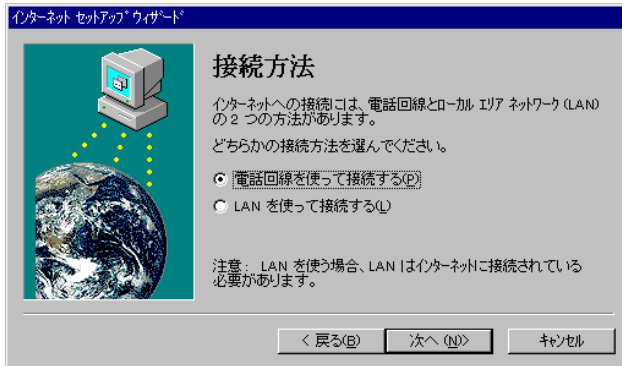 ｲﾝﾀｰﾈｯﾄ ｾｯﾄｱｯﾌﾟ ｳｨｻﾞｰﾄﾞ
接続方法
ｲﾝﾀｰﾈｯﾄへの接続には、電話回線とﾛｰｶﾙ ｴﾘｱ ﾈｯﾄﾜｰｸ (LAN)
の 2 つの方法があります。
どちらかの接続方法を選んでください。
電話回線を使って接続する(P)
LAN を使って接続する(L)
注意： LAN を使う場合、LAN はｲﾝﾀｰﾈｯﾄに接続されている
必要があります。
< 戻る(B) 次へ (N)> ｷｬﾝｾﾙ